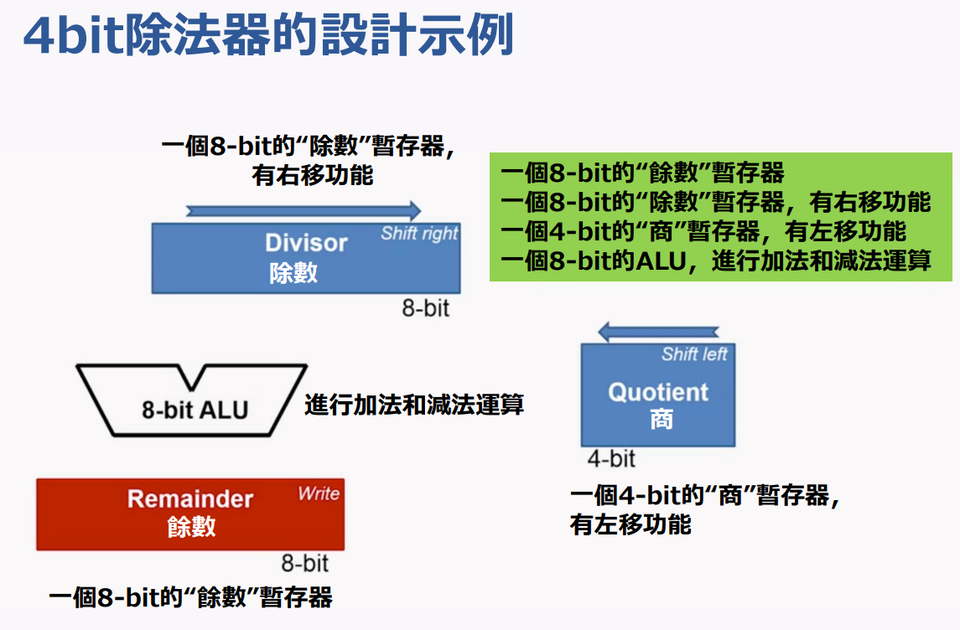 4bit除法器的設計示例
一個8-bit的“除數”暫存器，
有右移功能
Shift right
Divisor
除數
8-bit
一個8-bit的“餘數”暫存器
一個8-bit的“除數”暫存器，有右移功能
一個4-bit的“商”暫存器，有左移功能
一個8-bit的ALU，進行加法和減法運算
Shift left
Quotient
商
4-bit
一個4-bit的“商”暫存器，
有左移功能
8-bit ALU
進行加法和減法運算
Remainder
Write
餘數
8-bit
一個8-bit的“餘數”暫存器